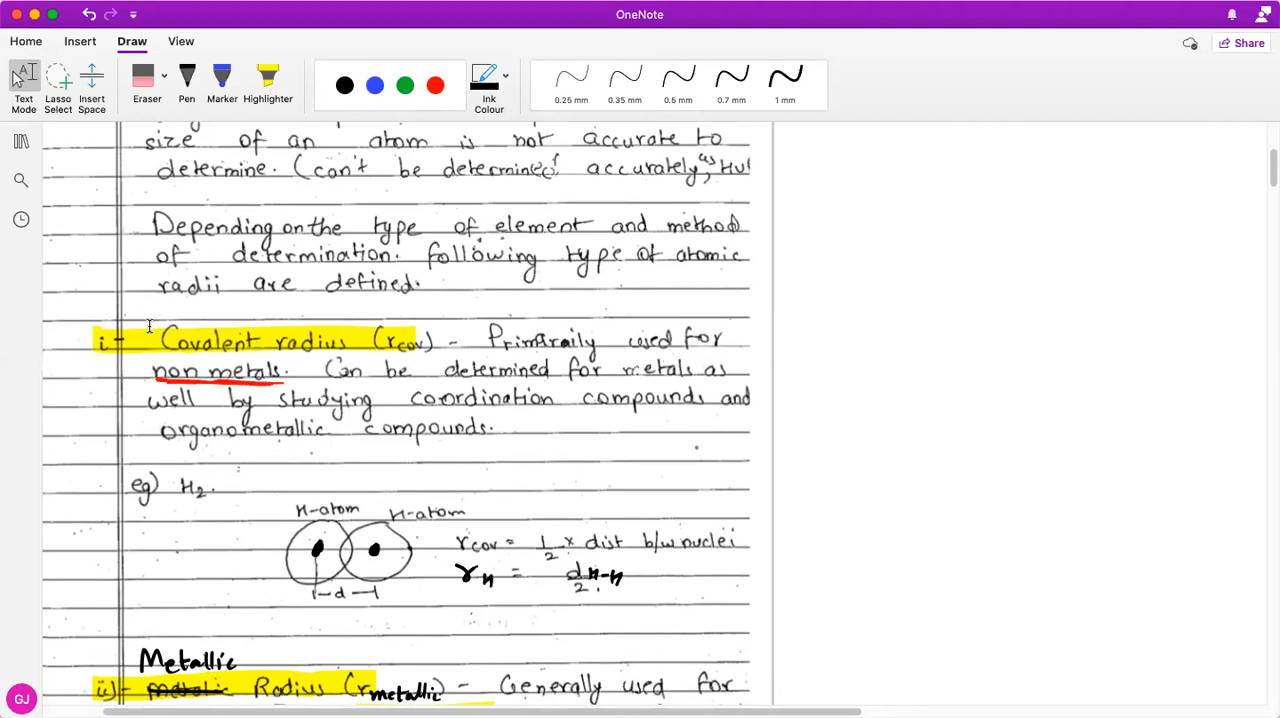 OneNote
Home Insert Draw View
Share
Text Mode
Lasso Select
Insert Space
Eraser
Pen
Marker
Highlighter
Ink Colour
0.25 mm
0.35 mm
0.5 mm
0.7 mm
1 mm
size of an atom is not accurate to
determine. (can't be determined accurately, as
Depending on the type of element and method
of determination. following type of atomic
radii are defined.
i - Covalent radius (rcov) - Primiaraily used for
non metals. Can be determined for metals as
well by studying coordination compounds and
organometallic compounds.
eg) H2.
H-atom H-atom
rcov = 1/2 x dist b/w nuclei
rH = dH-H/2
d
Metallic
ii) - Radius (rmetallic) - Generally used for
GJ